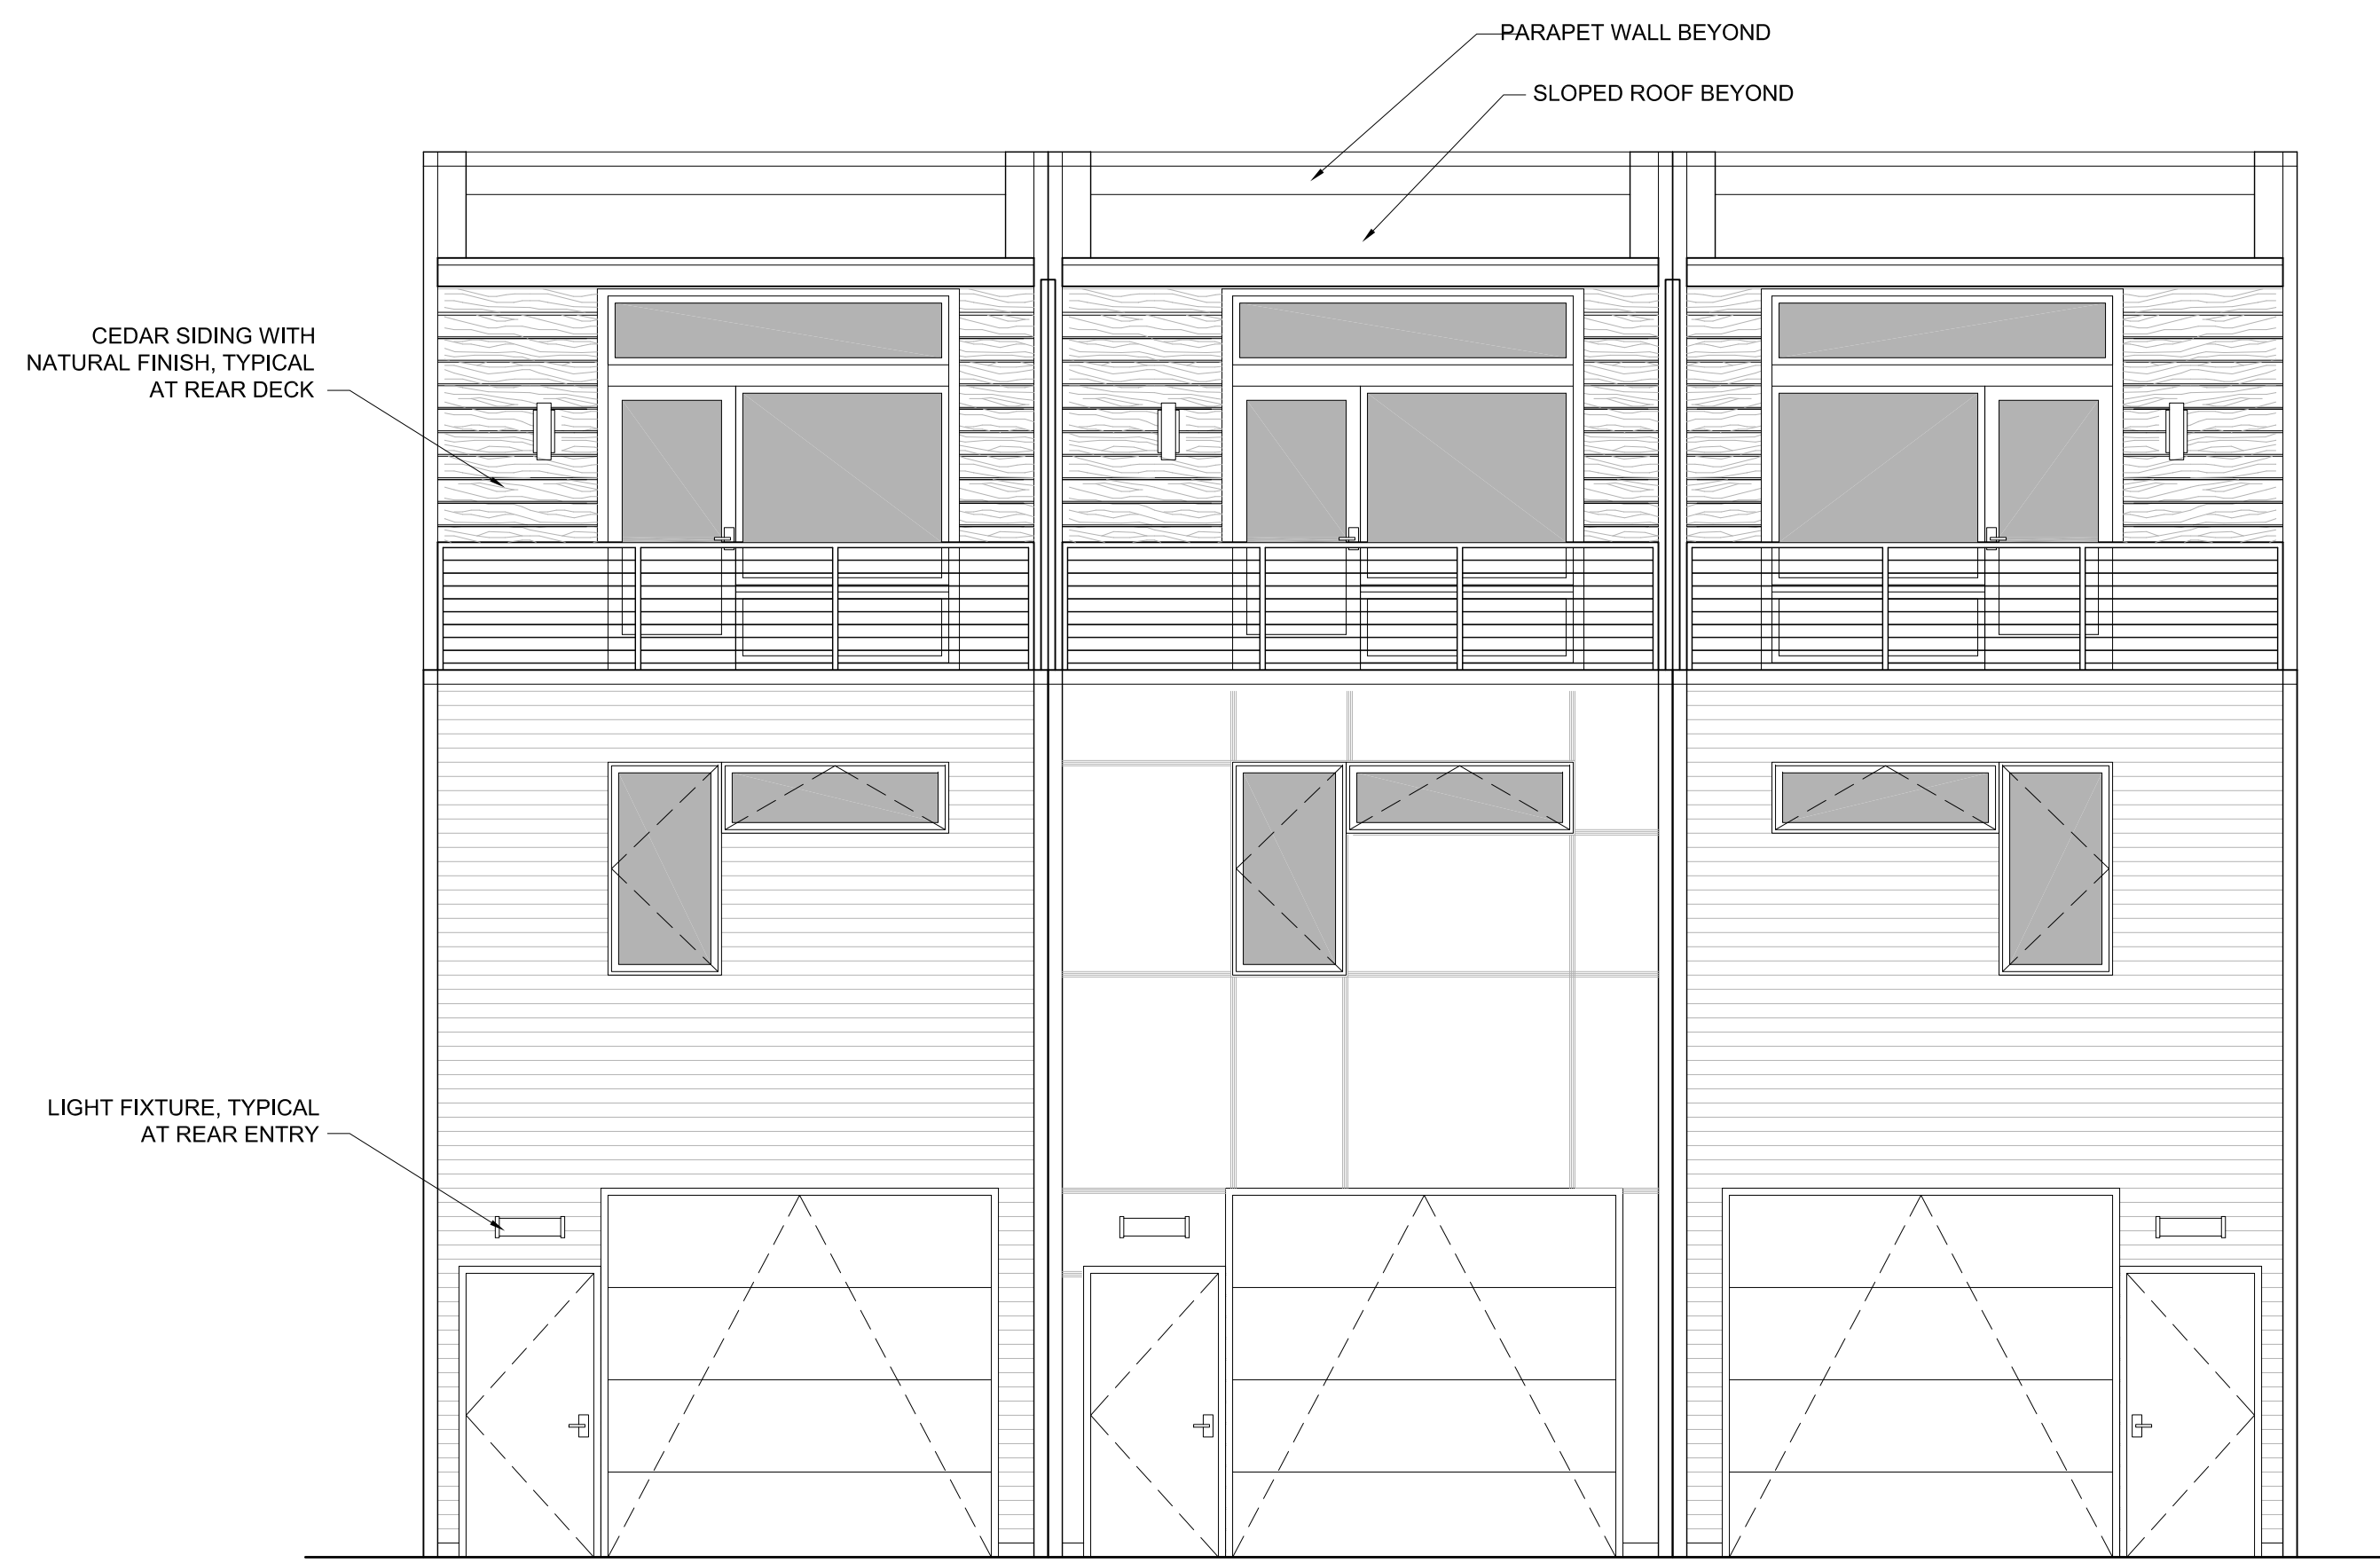 PARAPET WALL BEYOND
SLOPED ROOF BEYOND
CEDAR SIDING WITH
NATURAL FINISH, TYPICAL
AT REAR DECK
LIGHT FIXTURE, TYPICAL
AT REAR ENTRY